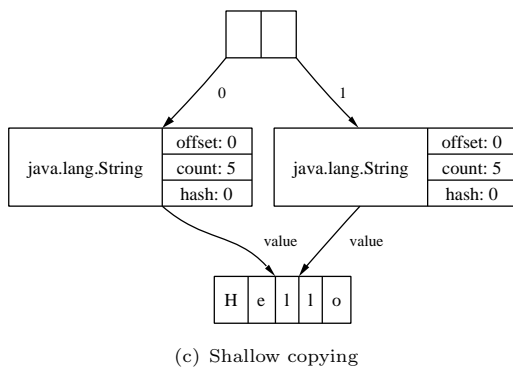 0 1
java.lang.String
offset: 0
count: 5
hash: 0
java.lang.String
offset: 0
count: 5
hash: 0
value value
H e l l o
(c) Shallow copying